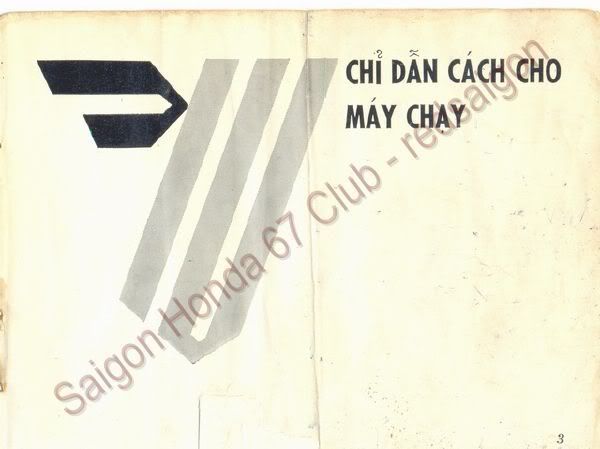 CHỈ DẪN CÁCH CHO
MÁY CHẠY
Saigon Honda 67 Club - redsaigon
3